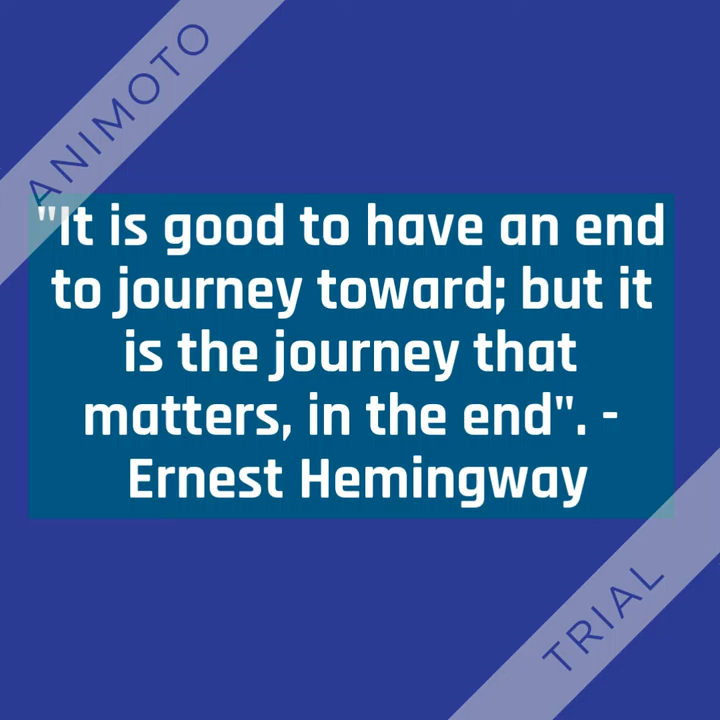 ANIMOTO
"It is good to have an end
to journey toward; but it
is the journey that
matters, in the end". -
Ernest Hemingway
TRIAL